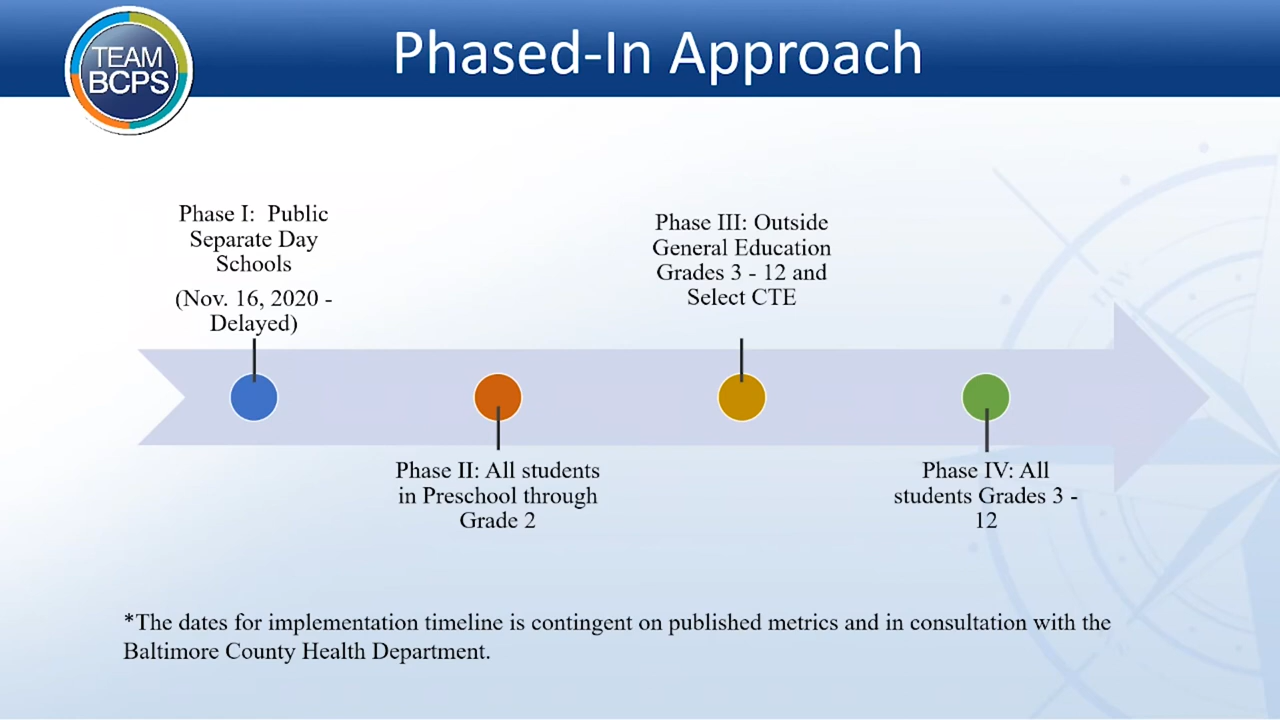 TEAM
BCPS
Phased-In Approach
Phase I:  Public
Separate Day
Schools
(Nov. 16, 2020 -
Delayed)
Phase II: All students
in Preschool through
Grade 2
Phase III: Outside
General Education
Grades 3 - 12 and
Select CTE
Phase IV: All
students Grades 3 -
12
*The dates for implementation timeline is contingent on published metrics and in consultation with the
Baltimore County Health Department.